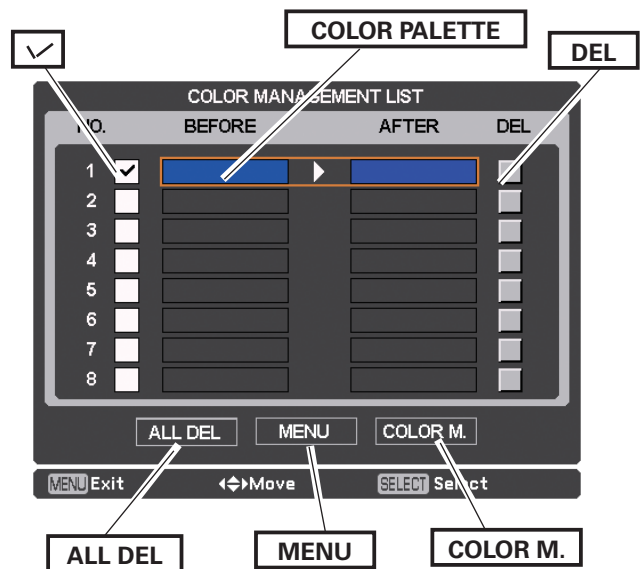 COLOR PALETTE
✓
DEL
COLOR MANAGEMENT LIST
NO. BEFORE AFTER DEL
1 ✓
2
3
4
5
6
7
8
ALL DEL MENU COLOR M.
MENU Exit Move SELECT Select
ALL DEL MENU COLOR M.